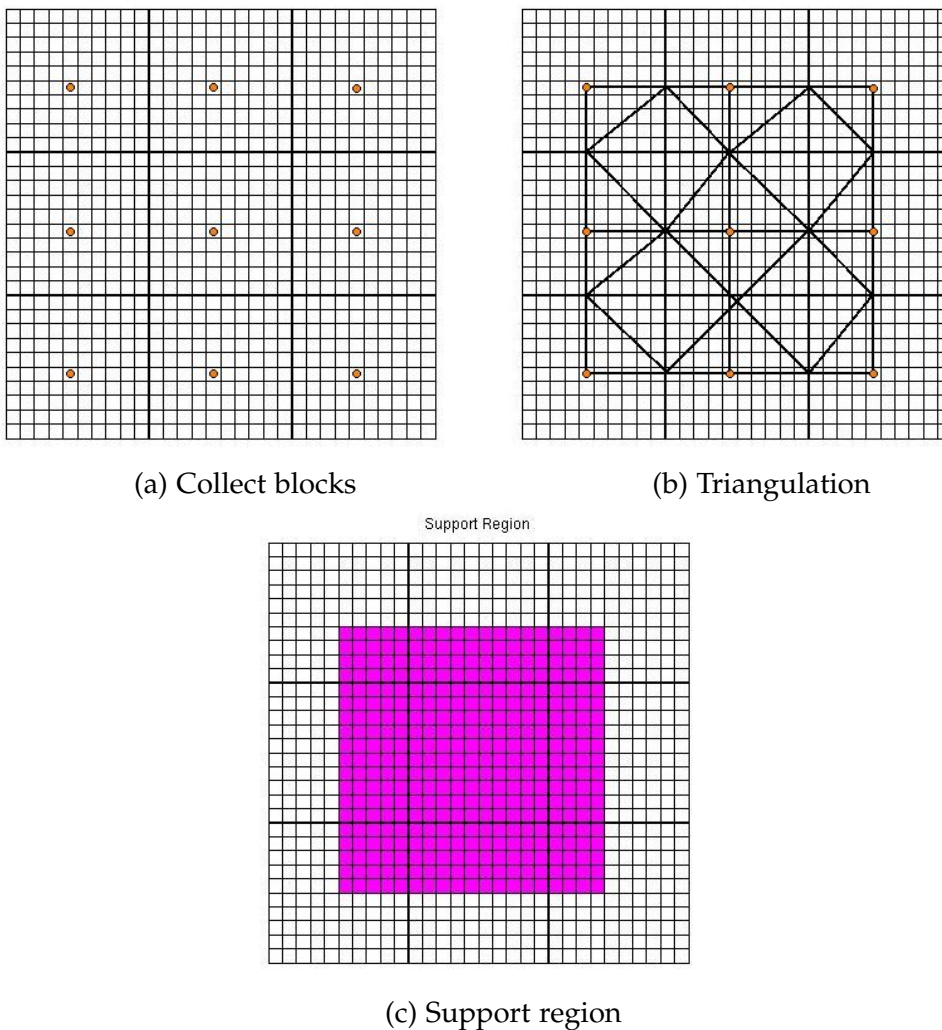 (a) Collect blocks
(b) Triangulation
Support Region
(c) Support region